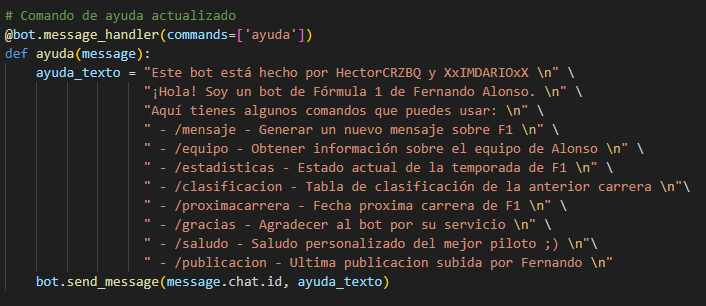 # Comando de ayuda actualizado
@bot.message_handler(commands=['ayuda'])
def ayuda(message):
    ayuda_texto = "Este bot está hecho por HectorCRZBQ y XxIMDARIOxX \n" \
                  "¡Hola! Soy un bot de Fórmula 1 de Fernando Alonso. \n" \
                  "Aquí tienes algunos comandos que puedes usar: \n" \
                  " - /mensaje - Generar un nuevo mensaje sobre F1 \n" \
                  " - /equipo - Obtener información sobre el equipo de Alonso \n" \
                  " - /estadisticas - Estado actual de la temporada de F1 \n" \
                  " - /clasificacion - Tabla de clasificación de la anterior carrera \n"\
                  " - /proximacarrera - Fecha proxima carrera de F1 \n" \
                  " - /gracias - Agradecer al bot por su servicio \n" \
                  " - /saludo - Saludo personalizado del mejor piloto ;) \n"\
                  " - /publicacion - Ultima publicacion subida por Fernando \n"
    bot.send_message(message.chat.id, ayuda_texto)